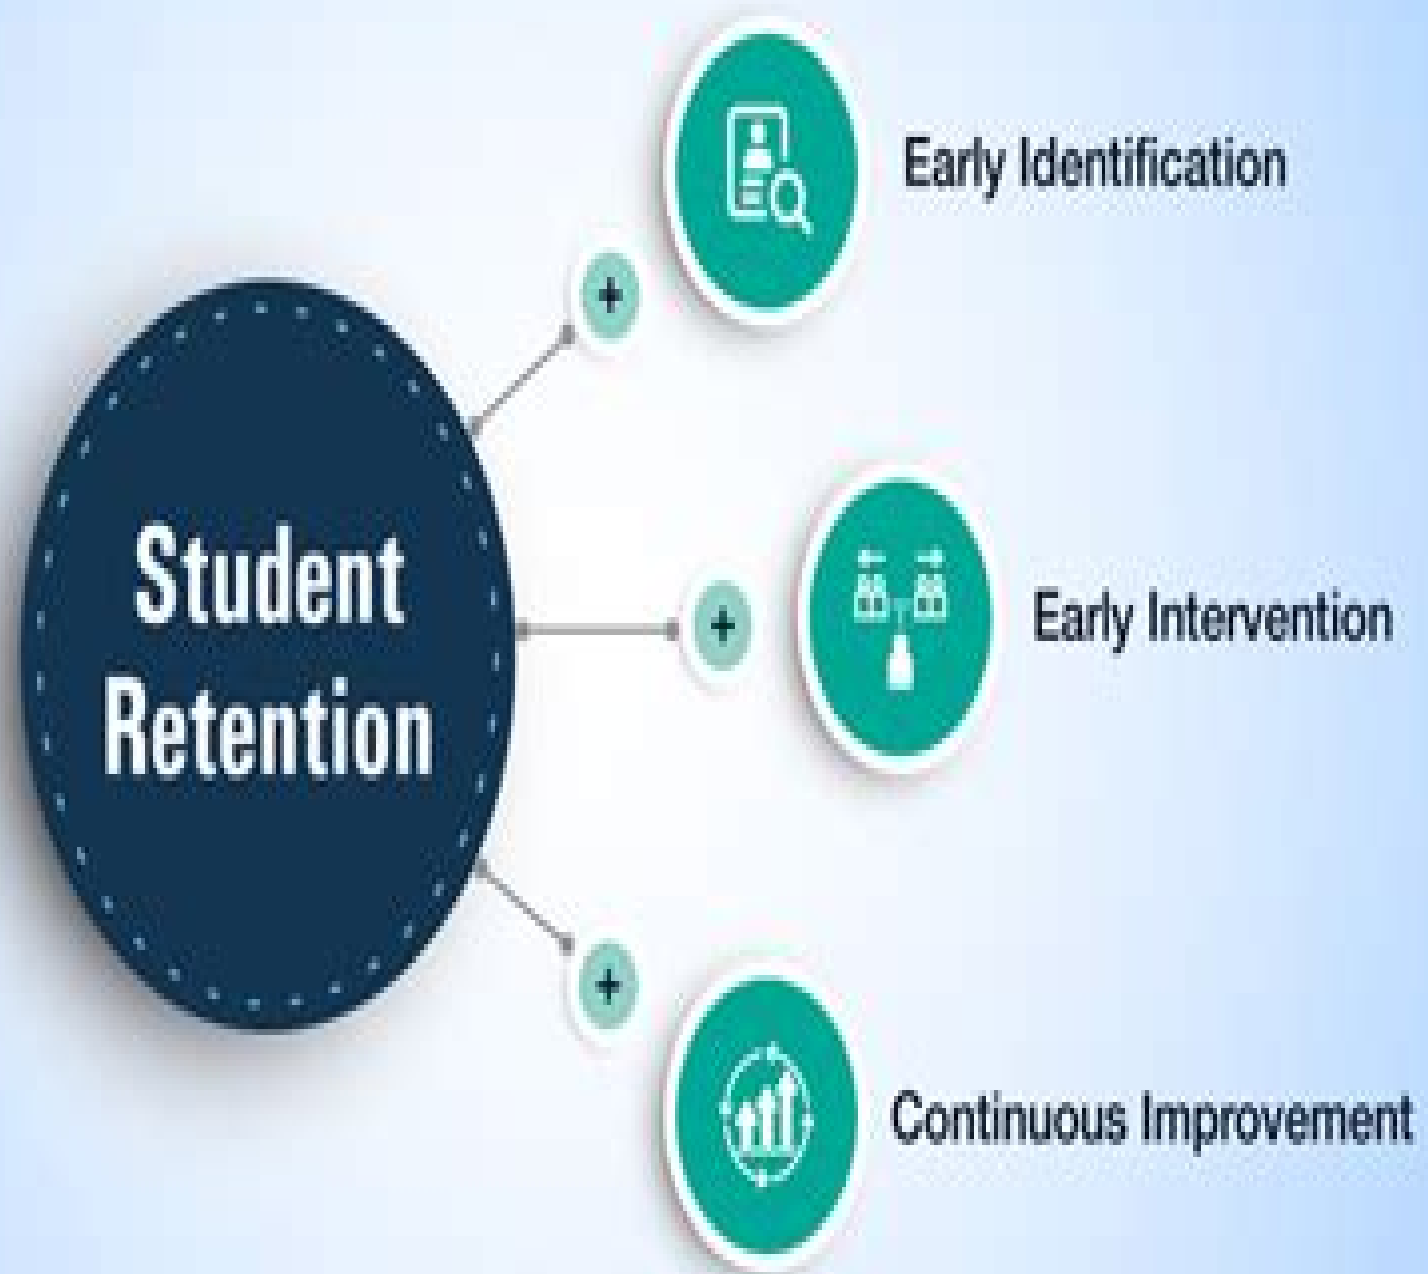 Student
Retention
Early Identification
Early Intervention
Continuous Improvement